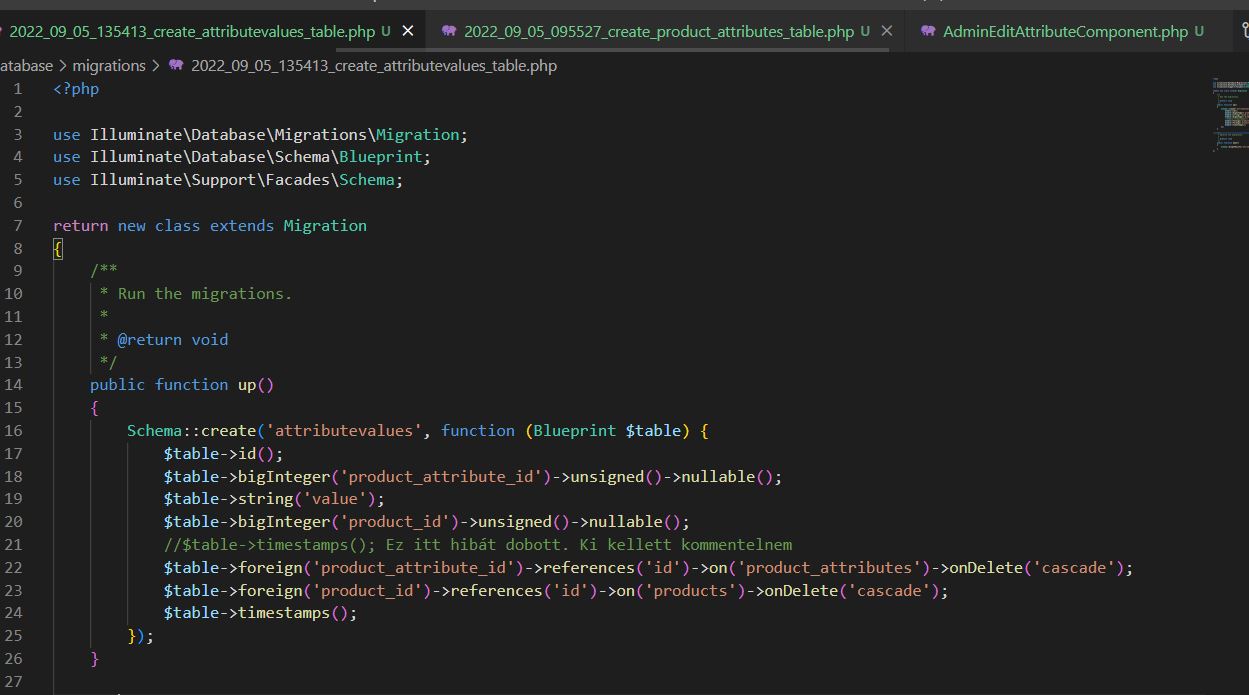 2022_09_05_135413_create_attributevalues_table.php U 2022_09_05_095527_create_product_attributes_table.php U AdminEditAttributeComponent.php U
atabase > migrations > 2022_09_05_135413_create_attributevalues_table.php
1 <?php
2
3 use Illuminate\Database\Migrations\Migration;
4 use Illuminate\Database\Schema\Blueprint;
5 use Illuminate\Support\Facades\Schema;
6
7 return new class extends Migration
8 {
9     /**
10      * Run the migrations.
11      *
12      * @return void
13      */
14     public function up()
15     {
16         Schema::create('attributevalues', function (Blueprint $table) {
17             $table->id();
18             $table->bigInteger('product_attribute_id')->unsigned()->nullable();
19             $table->string('value');
20             $table->bigInteger('product_id')->unsigned()->nullable();
21             //$table->timestamps(); Ez itt hibát dobott. Ki kellett kommentelnem
22             $table->foreign('product_attribute_id')->references('id')->on('product_attributes')->onDelete('cascade');
23             $table->foreign('product_id')->references('id')->on('products')->onDelete('cascade');
24             $table->timestamps();
25         });
26     }
27